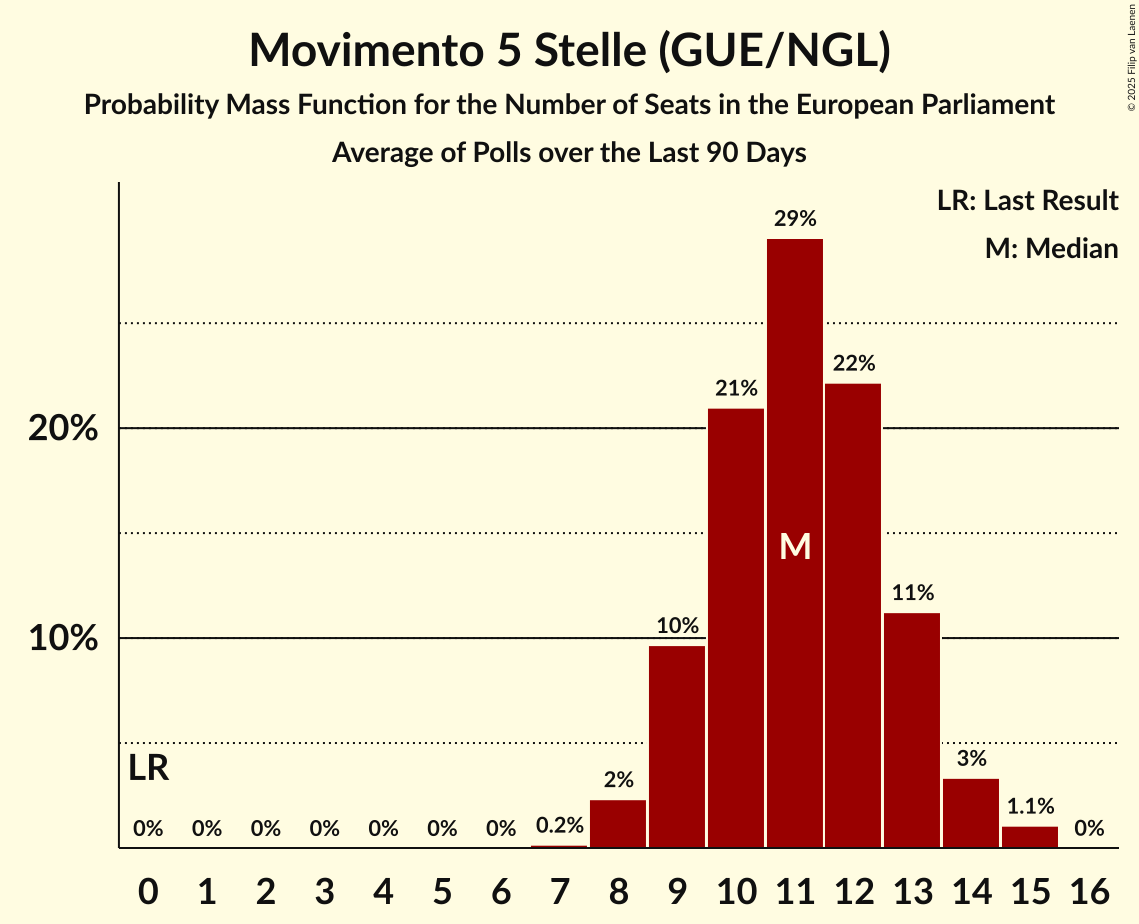 Movimento 5 Stelle (GUE/NGL)
Probability Mass Function for the Number of Seats in the European Parliament
Average of Polls over the Last 90 Days
© 2025 Filip van Laenen
LR: Last Result
M: Median
29%
22%
21%
20%
M
11%
10%
10%
LR
3%
2%
1.1%
0% 0% 0% 0% 0% 0% 0% 0.2% 0%
0 1 2 3 4 5 6 7 8 9 10 11 12 13 14 15 16